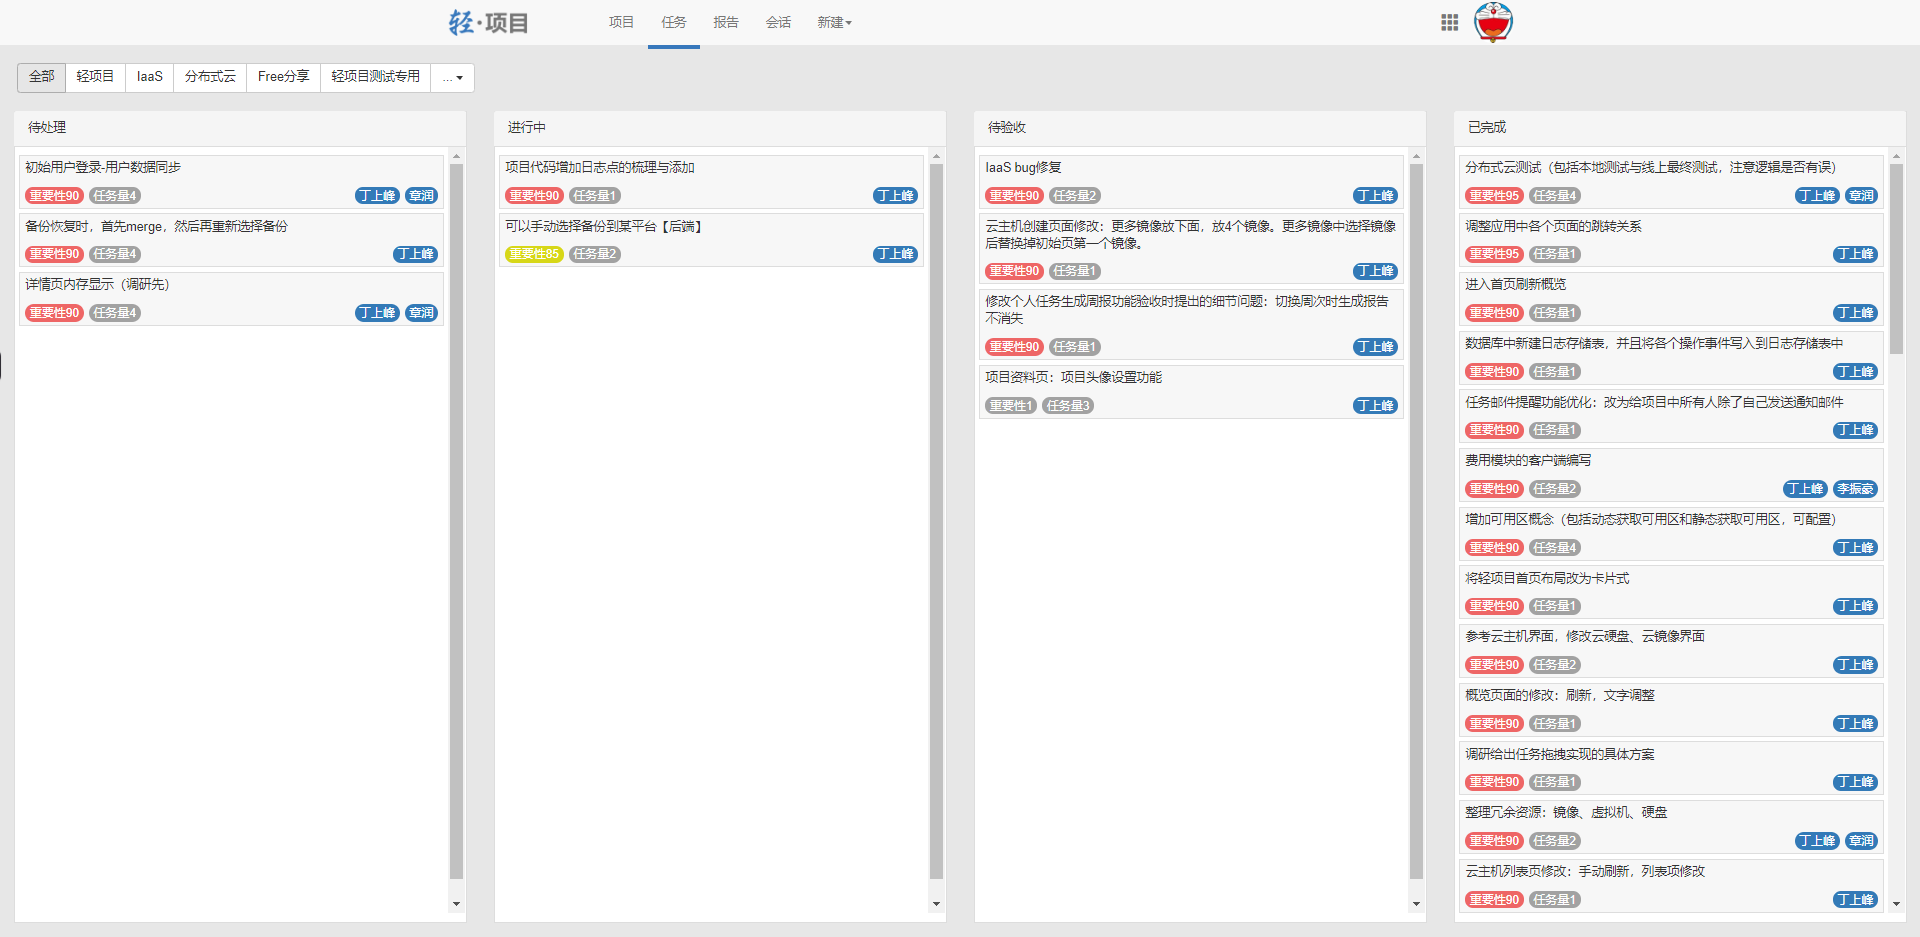 轻·项目
项目 任务 报告 会话 新建
全部 轻项目 IaaS 分布式云 Free分享 轻项目测试专用 ...
待处理
初始用户登录-用户数据同步
重要性90 任务量4 丁上峰 章润
备份恢复时，首先merge，然后再重新选择备份
重要性90 任务量4 丁上峰
详情页内存显示（调研先）
重要性90 任务量4 丁上峰 章润
进行中
项目代码增加日志点的梳理与添加
重要性90 任务量1 丁上峰
可以手动选择备份到某平台【后端】
重要性85 任务量2 丁上峰
待验收
IaaS bug修复
重要性90 任务量2 丁上峰
云主机创建页面修改：更多镜像放下面，放4个镜像。更多镜像中选择镜像
后替换掉初始页第一个镜像。
重要性90 任务量1 丁上峰
修改个人任务生成周报功能验收时提出的细节问题：切换周次时生成报告
不消失
重要性90 任务量1 丁上峰
项目资料页：项目头像设置功能
重要性1 任务量3 丁上峰
已完成
分布式云测试（包括本地测试与线上最终测试，注意逻辑是否有误）
重要性95 任务量4 丁上峰 章润
调整应用中各个页面的跳转关系
重要性95 任务量1 丁上峰
进入首页刷新概览
重要性90 任务量1 丁上峰
数据库中新建日志存储表，并且将各个操作事件写入到日志存储表中
重要性90 任务量1 丁上峰
任务邮件提醒功能优化：改为给项目中所有人除了自己发送通知邮件
重要性90 任务量1 丁上峰
费用模块的客户端编写
重要性90 任务量2 丁上峰 李振豪
增加可用区概念（包括动态获取可用区和静态获取可用区，可配置）
重要性90 任务量4 丁上峰
将轻项目首页布局改为卡片式
重要性90 任务量1 丁上峰
参考云主机界面，修改云硬盘、云镜像界面
重要性90 任务量2 丁上峰
概览页面的修改：刷新，文字调整
重要性90 任务量1 丁上峰
调研给出任务拖拽实现的具体方案
重要性90 任务量1 丁上峰
整理冗余资源：镜像、虚拟机、硬盘
重要性90 任务量2 丁上峰 章润
云主机列表页修改：手动刷新，列表项修改
重要性90 任务量1 丁上峰